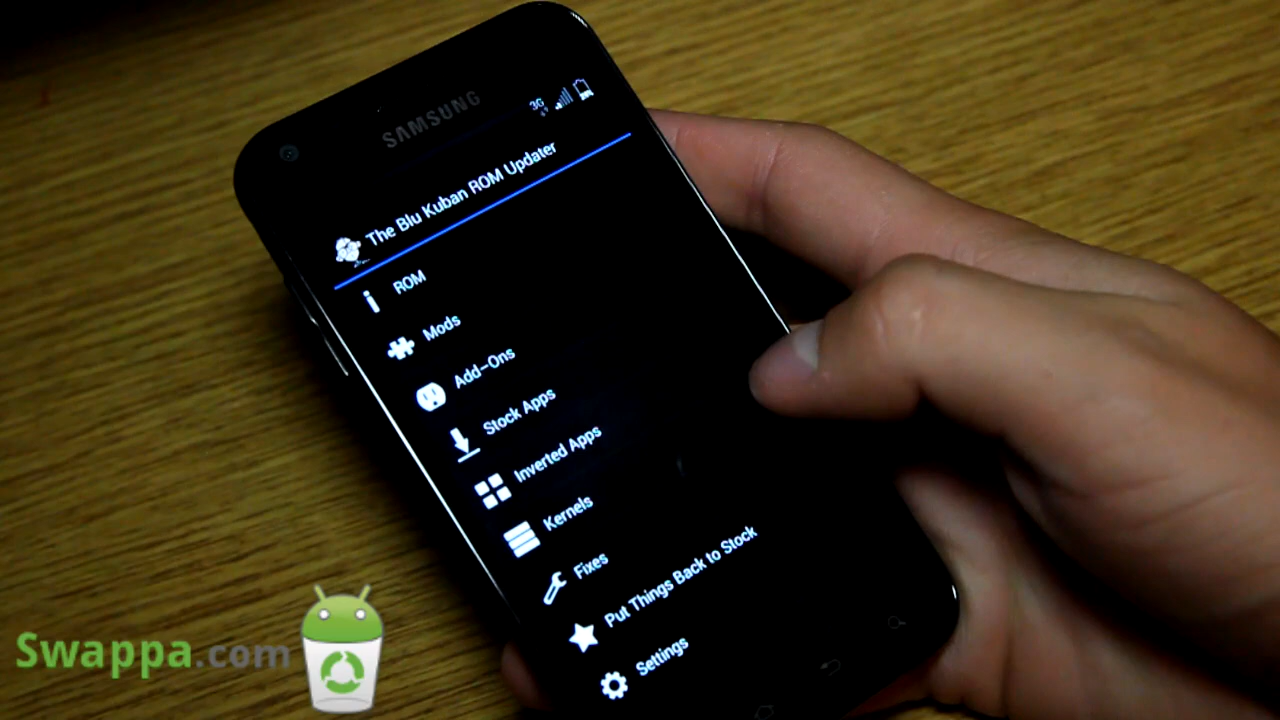 SAMSUNG
3G
The Blu Kuban ROM Updater
ROM
Mods
Add-Ons
Stock Apps
Inverted Apps
Kernels
Fixes
Put Things Back to Stock
Settings
Swappa.com